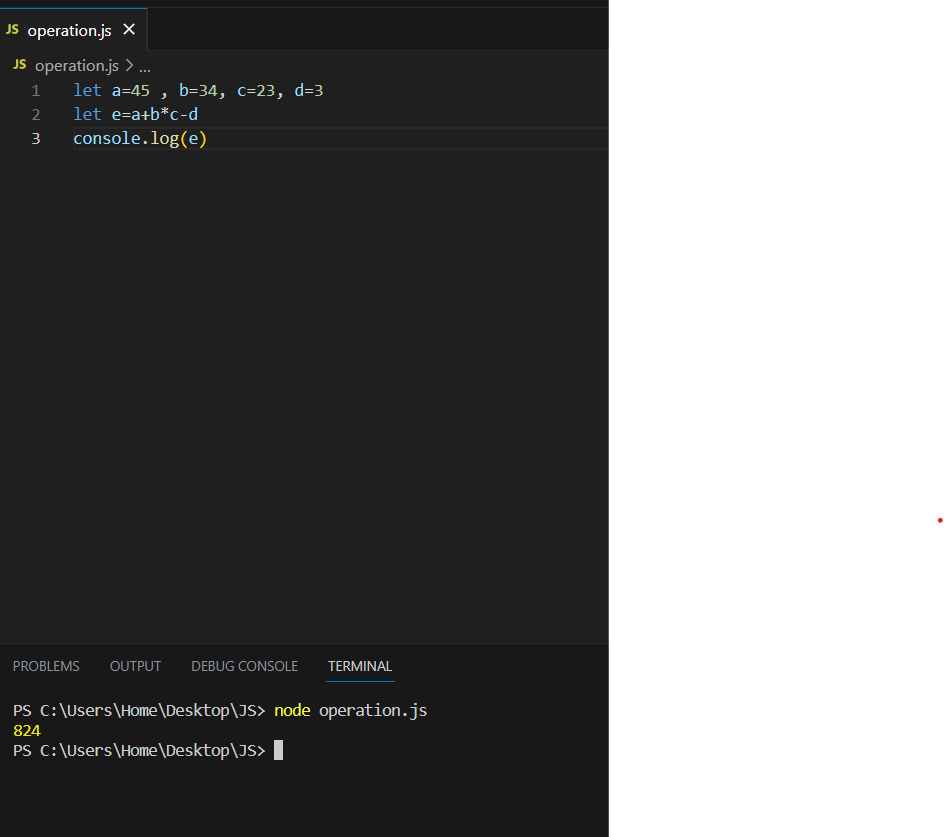 JS operation.js ×
JS operation.js > ...
1 let a=45 , b=34, c=23, d=3
2 let e=a+b*c-d
3 console.log(e)
PROBLEMS OUTPUT DEBUG CONSOLE TERMINAL
PS C:\Users\Home\Desktop\JS> node operation.js
824
PS C:\Users\Home\Desktop\JS>